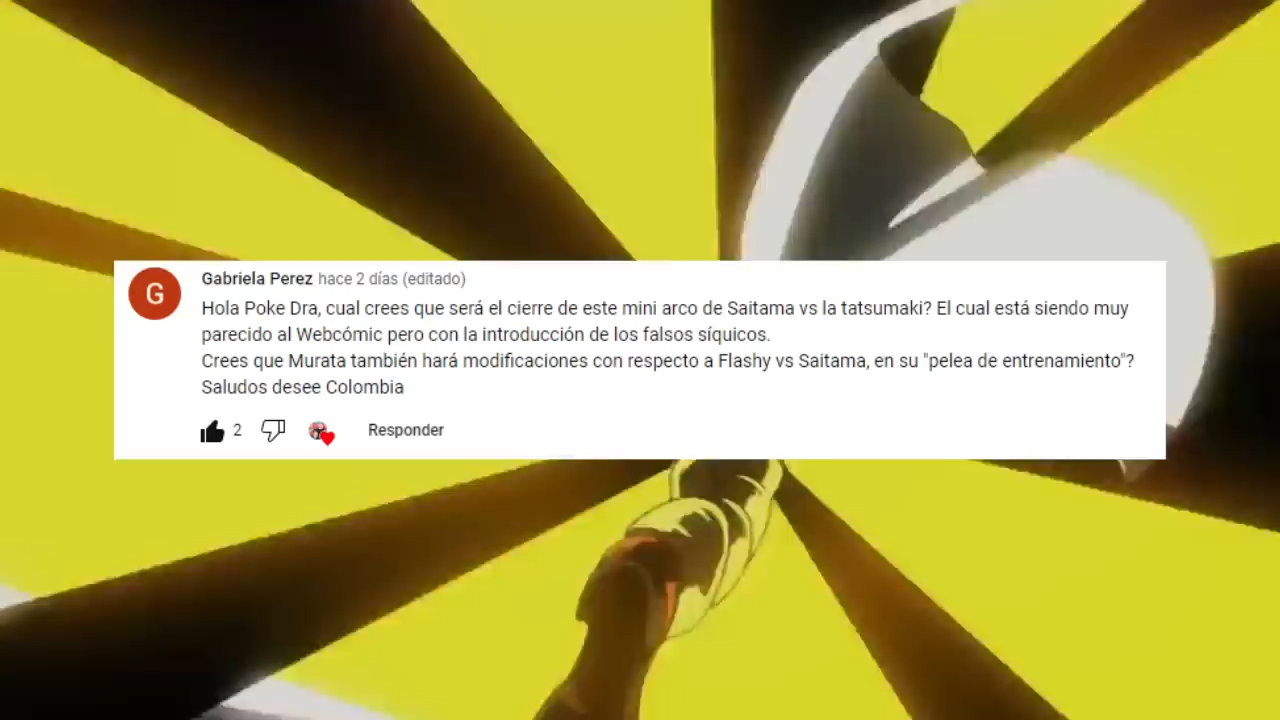 G
Gabriela Perez hace 2 días (editado)
Hola Poke Dra, cual crees que será el cierre de este mini arco de Saitama vs la tatsumaki? El cual está siendo muy
parecido al Webcómic pero con la introducción de los falsos síquicos.
Crees que Murata también hará modificaciones con respecto a Flashy vs Saitama, en su "pelea de entrenamiento"?
Saludos desee Colombia
2 Responder